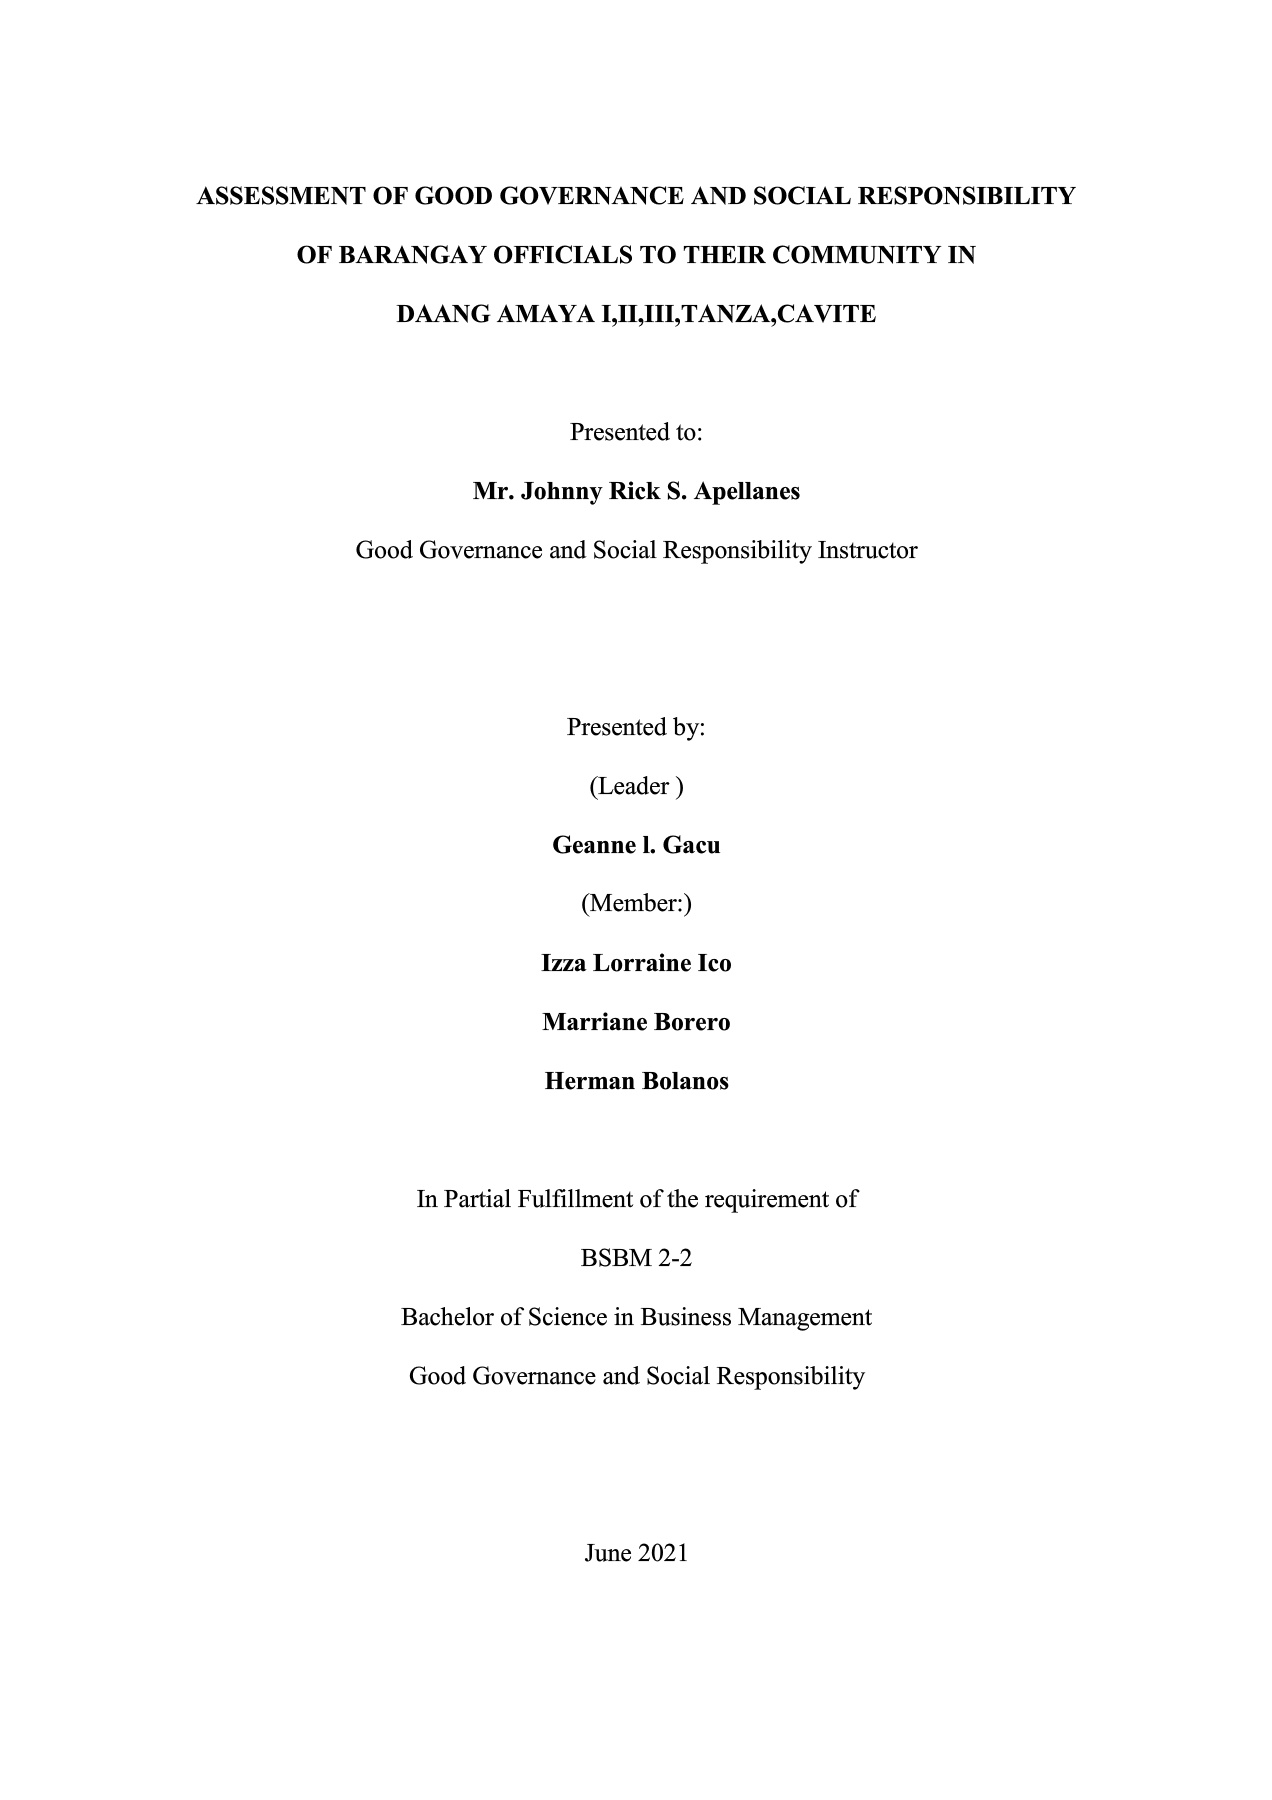 ASSESSMENT OF GOOD GOVERNANCE AND SOCIAL RESPONSIBILITY
OF BARANGAY OFFICIALS TO THEIR COMMUNITY IN
DAANG AMAYA I,II,III,TANZA,CAVITE
Presented to:
Mr. Johnny Rick S. Apellanes
Good Governance and Social Responsibility Instructor
Presented by:
(Leader )
Geanne l. Gacu
(Member:)
Izza Lorraine Ico
Marriane Borero
Herman Bolanos
In Partial Fulfillment of the requirement of
BSBM 2-2
Bachelor of Science in Business Management
Good Governance and Social Responsibility
June 2021